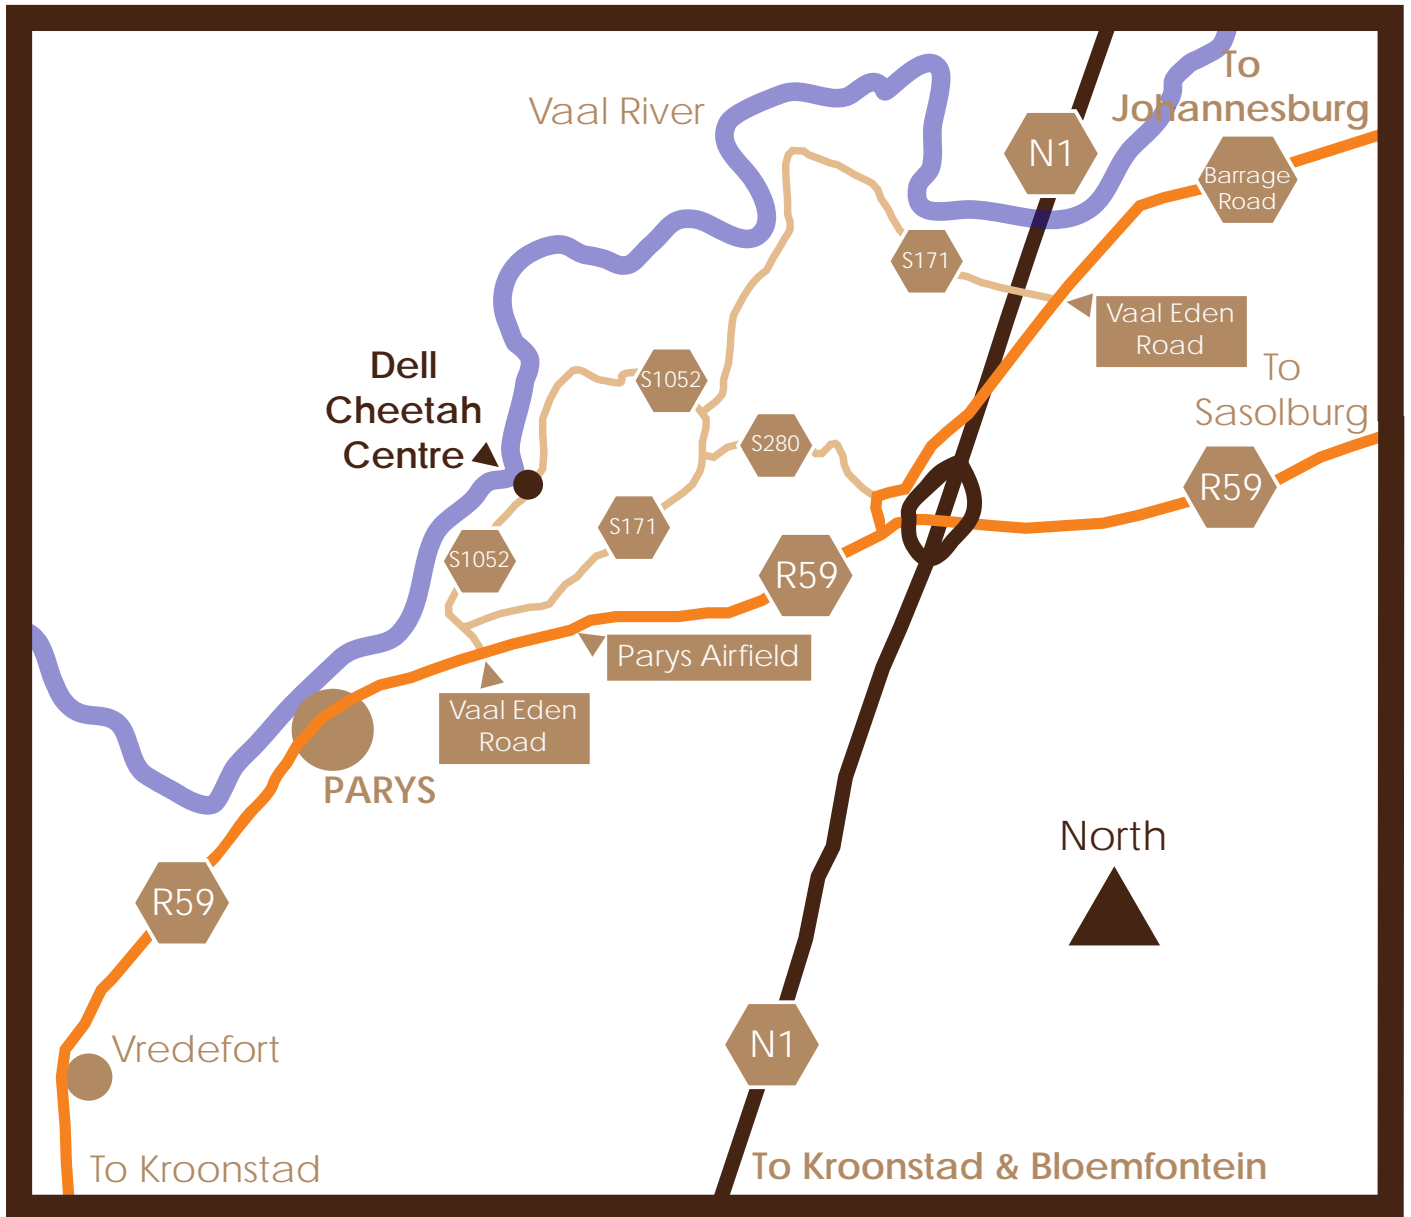 To
Johannesburg
Vaal River
N1
Barrage
Road
S171
Vaal Eden
Road
To
Sasolburg
Dell
Cheetah
Centre
S1052
S280
R59
S171
S1052
R59
Parys Airfield
Vaal Eden
Road
PARYS
North
R59
N1
Vredefort
To Kroonstad
To Kroonstad & Bloemfontein